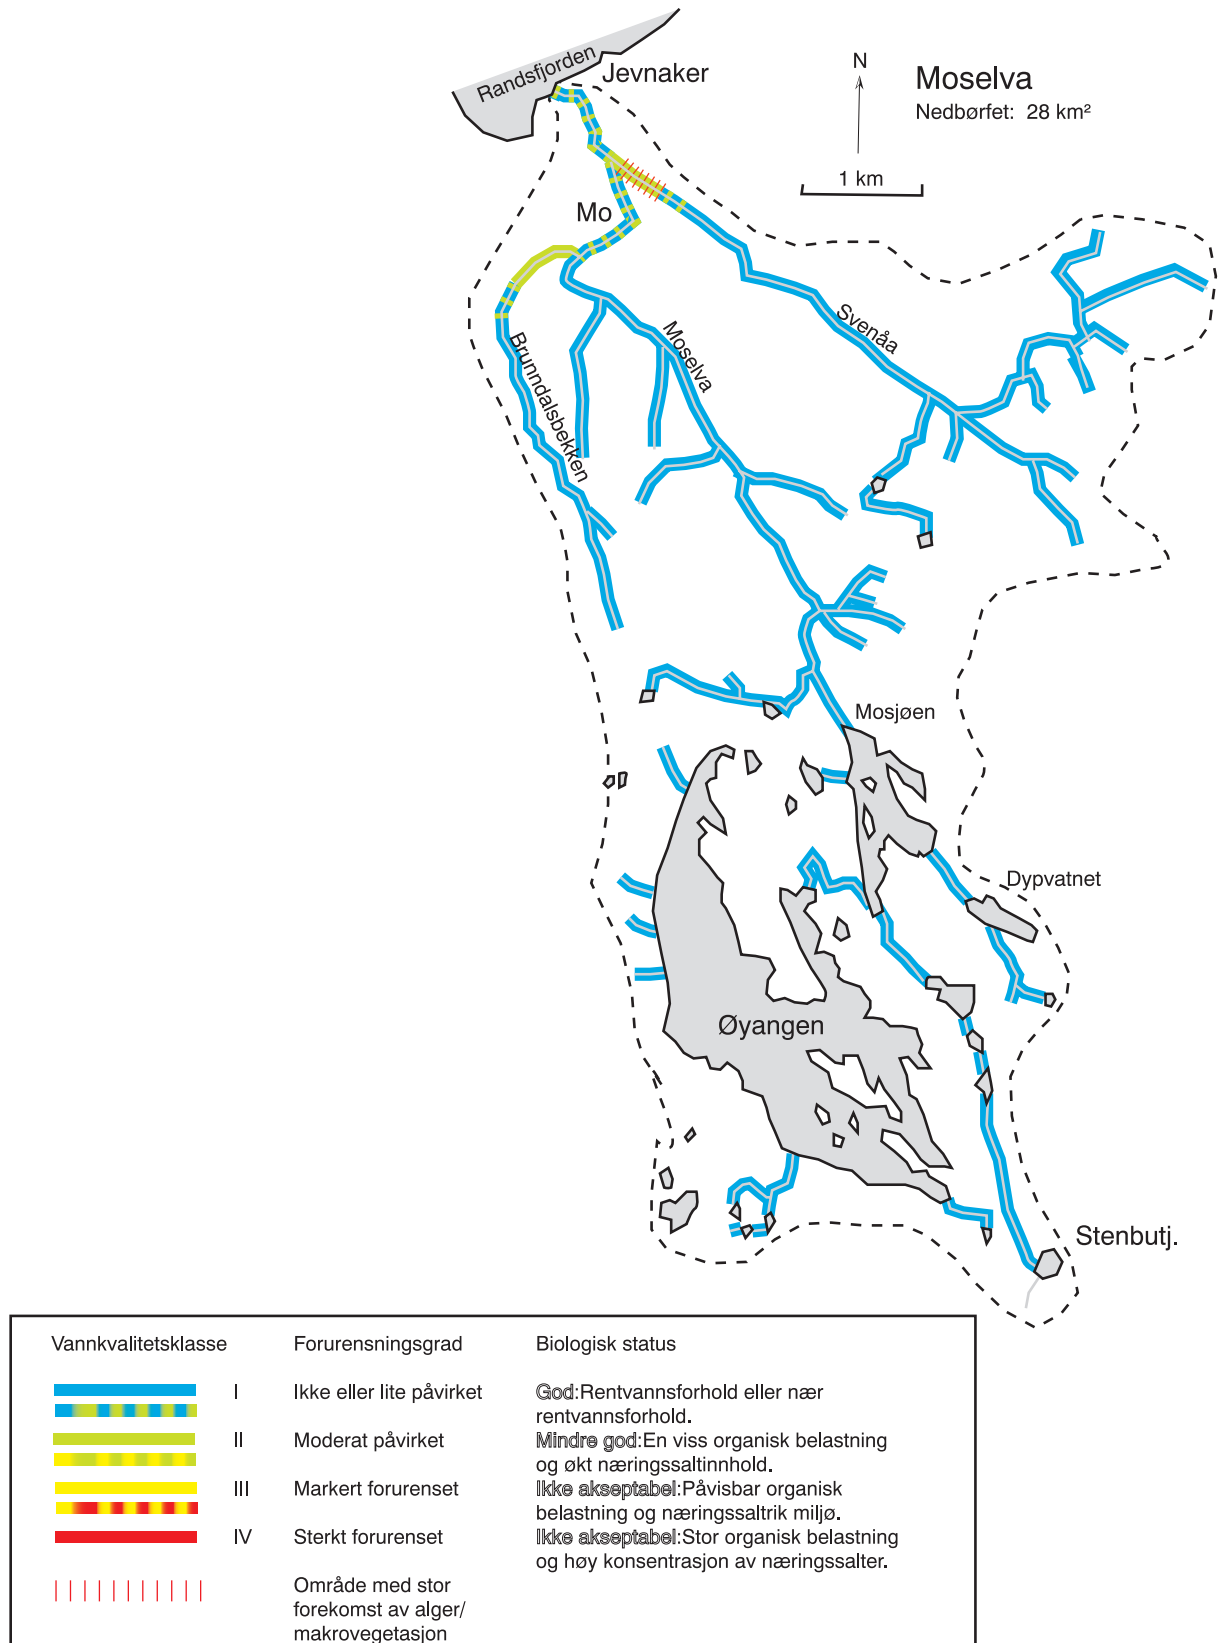 Randsfjorden
Jevnaker
N
Moselva
Nedbørfet: 28 km²
1 km
Mo
Svenåa
Moselva
Brunndalsbekken
Mosjøen
Dypvatnet
Øyangen
Stenbutj.
Vannkvalitetsklasse Forurensningsgrad Biologisk status
I Ikke eller lite påvirket God:Rentvannsforhold eller nær
rentvannsforhold.
II Moderat påvirket Mindre god:En viss organisk belastning
og økt næringssaltinnhold.
III Markert forurenset Ikke akseptabel:Påvisbar organisk
belastning og næringssaltrik miljø.
IV Sterkt forurenset Ikke akseptabel:Stor organisk belastning
og høy konsentrasjon av næringssalter.
Område med stor
forekomst av alger/
makrovegetasjon